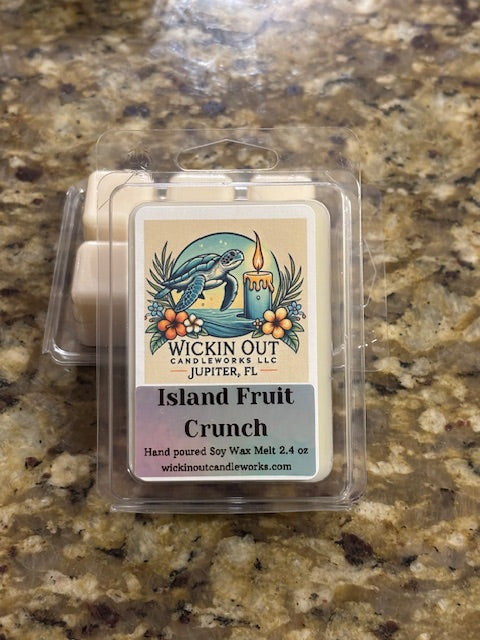 WICKIN OUT
CANDLEWORKS LLC
JUPITER, FL
Island Fruit
Crunch
Hand poured Soy Wax Melt 2.4 oz
wickinoutcandleworks.com